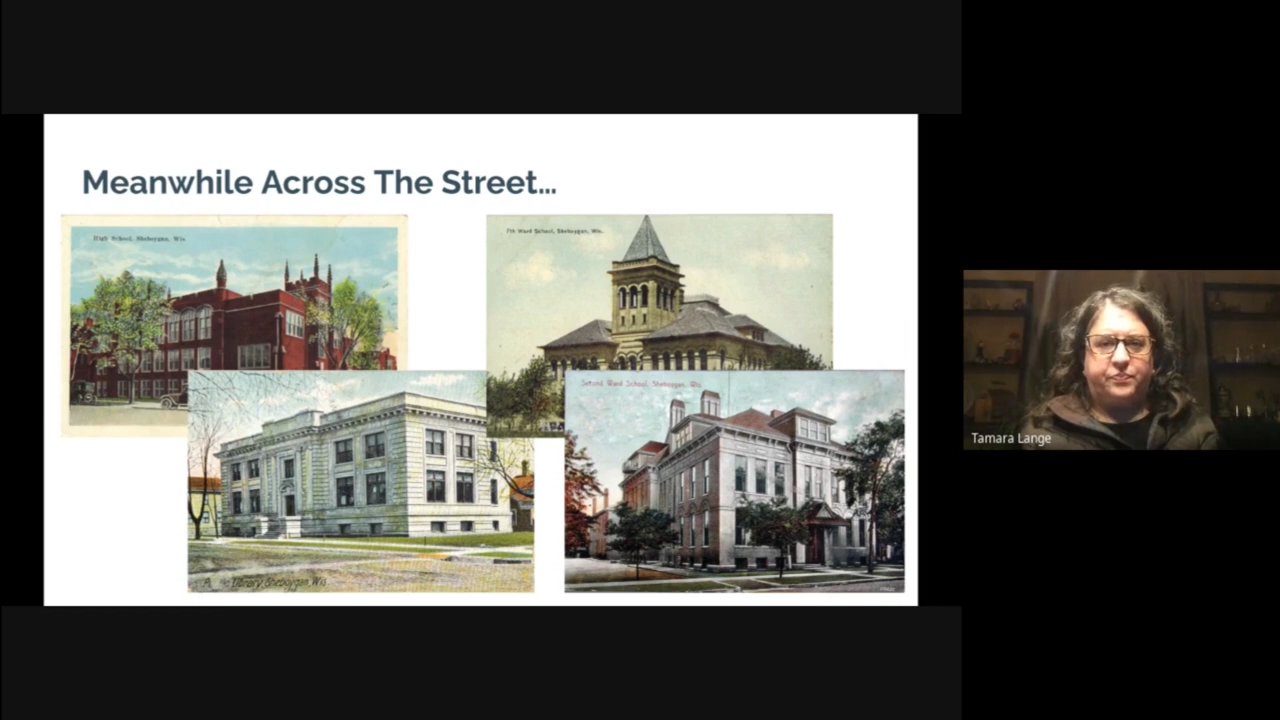 Meanwhile Across The Street...
High School, Sheboygan, Wis.
7th Ward School, Sheboygan, Wis.
Second Ward School, Sheboygan, Wis.
Library, Sheboygan, Wis.
Tamara Lange